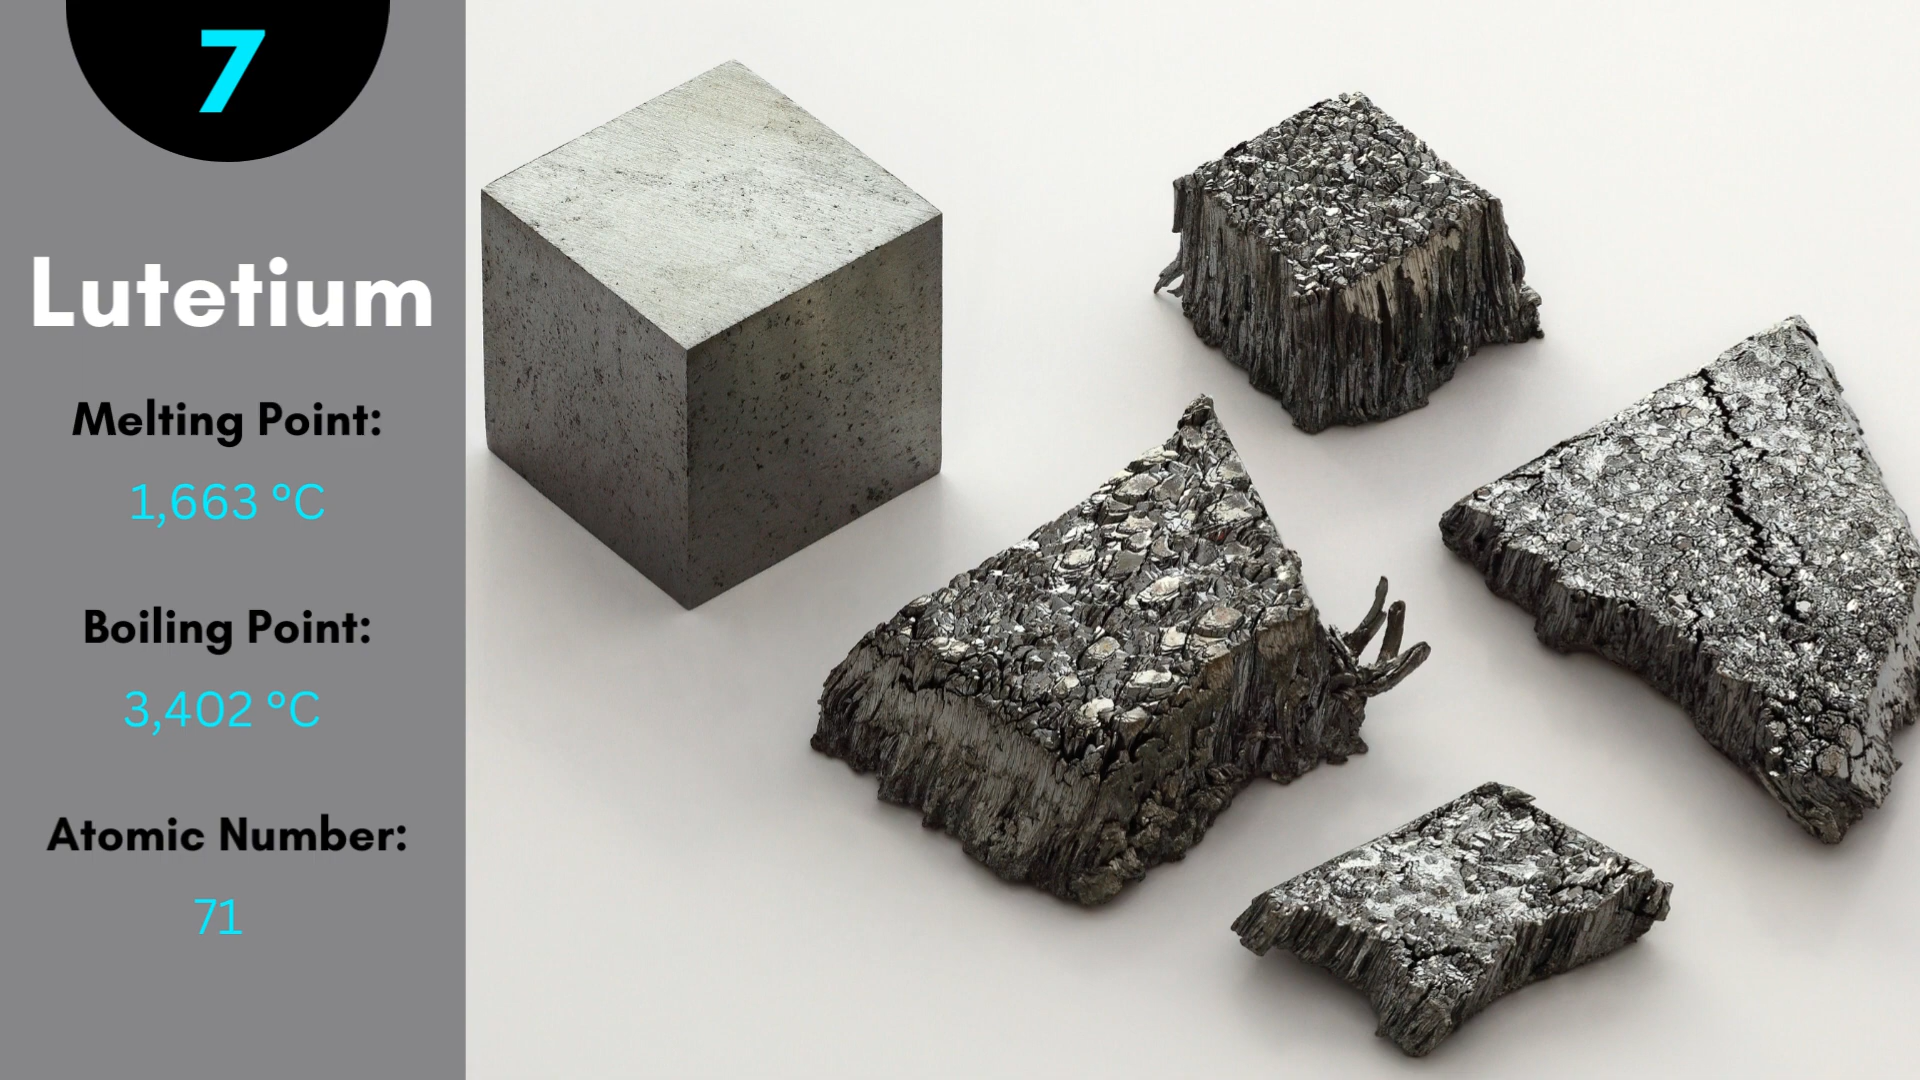 7
Lutetium
Melting Point:
1,663 °C
Boiling Point:
3,402 °C
Atomic Number:
71